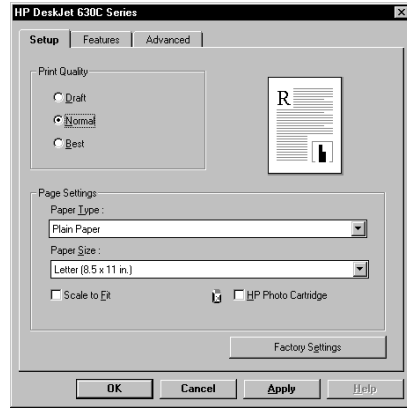 HP DeskJet 630C Series
Setup Features Advanced
Print Quality
Draft
Normal
Best
R
Page Settings
Paper Type :
Plain Paper
Paper Size :
Letter (8.5 x 11 in.)
Scale to Fit HP Photo Cartridge
Factory Settings
OK Cancel Apply Help